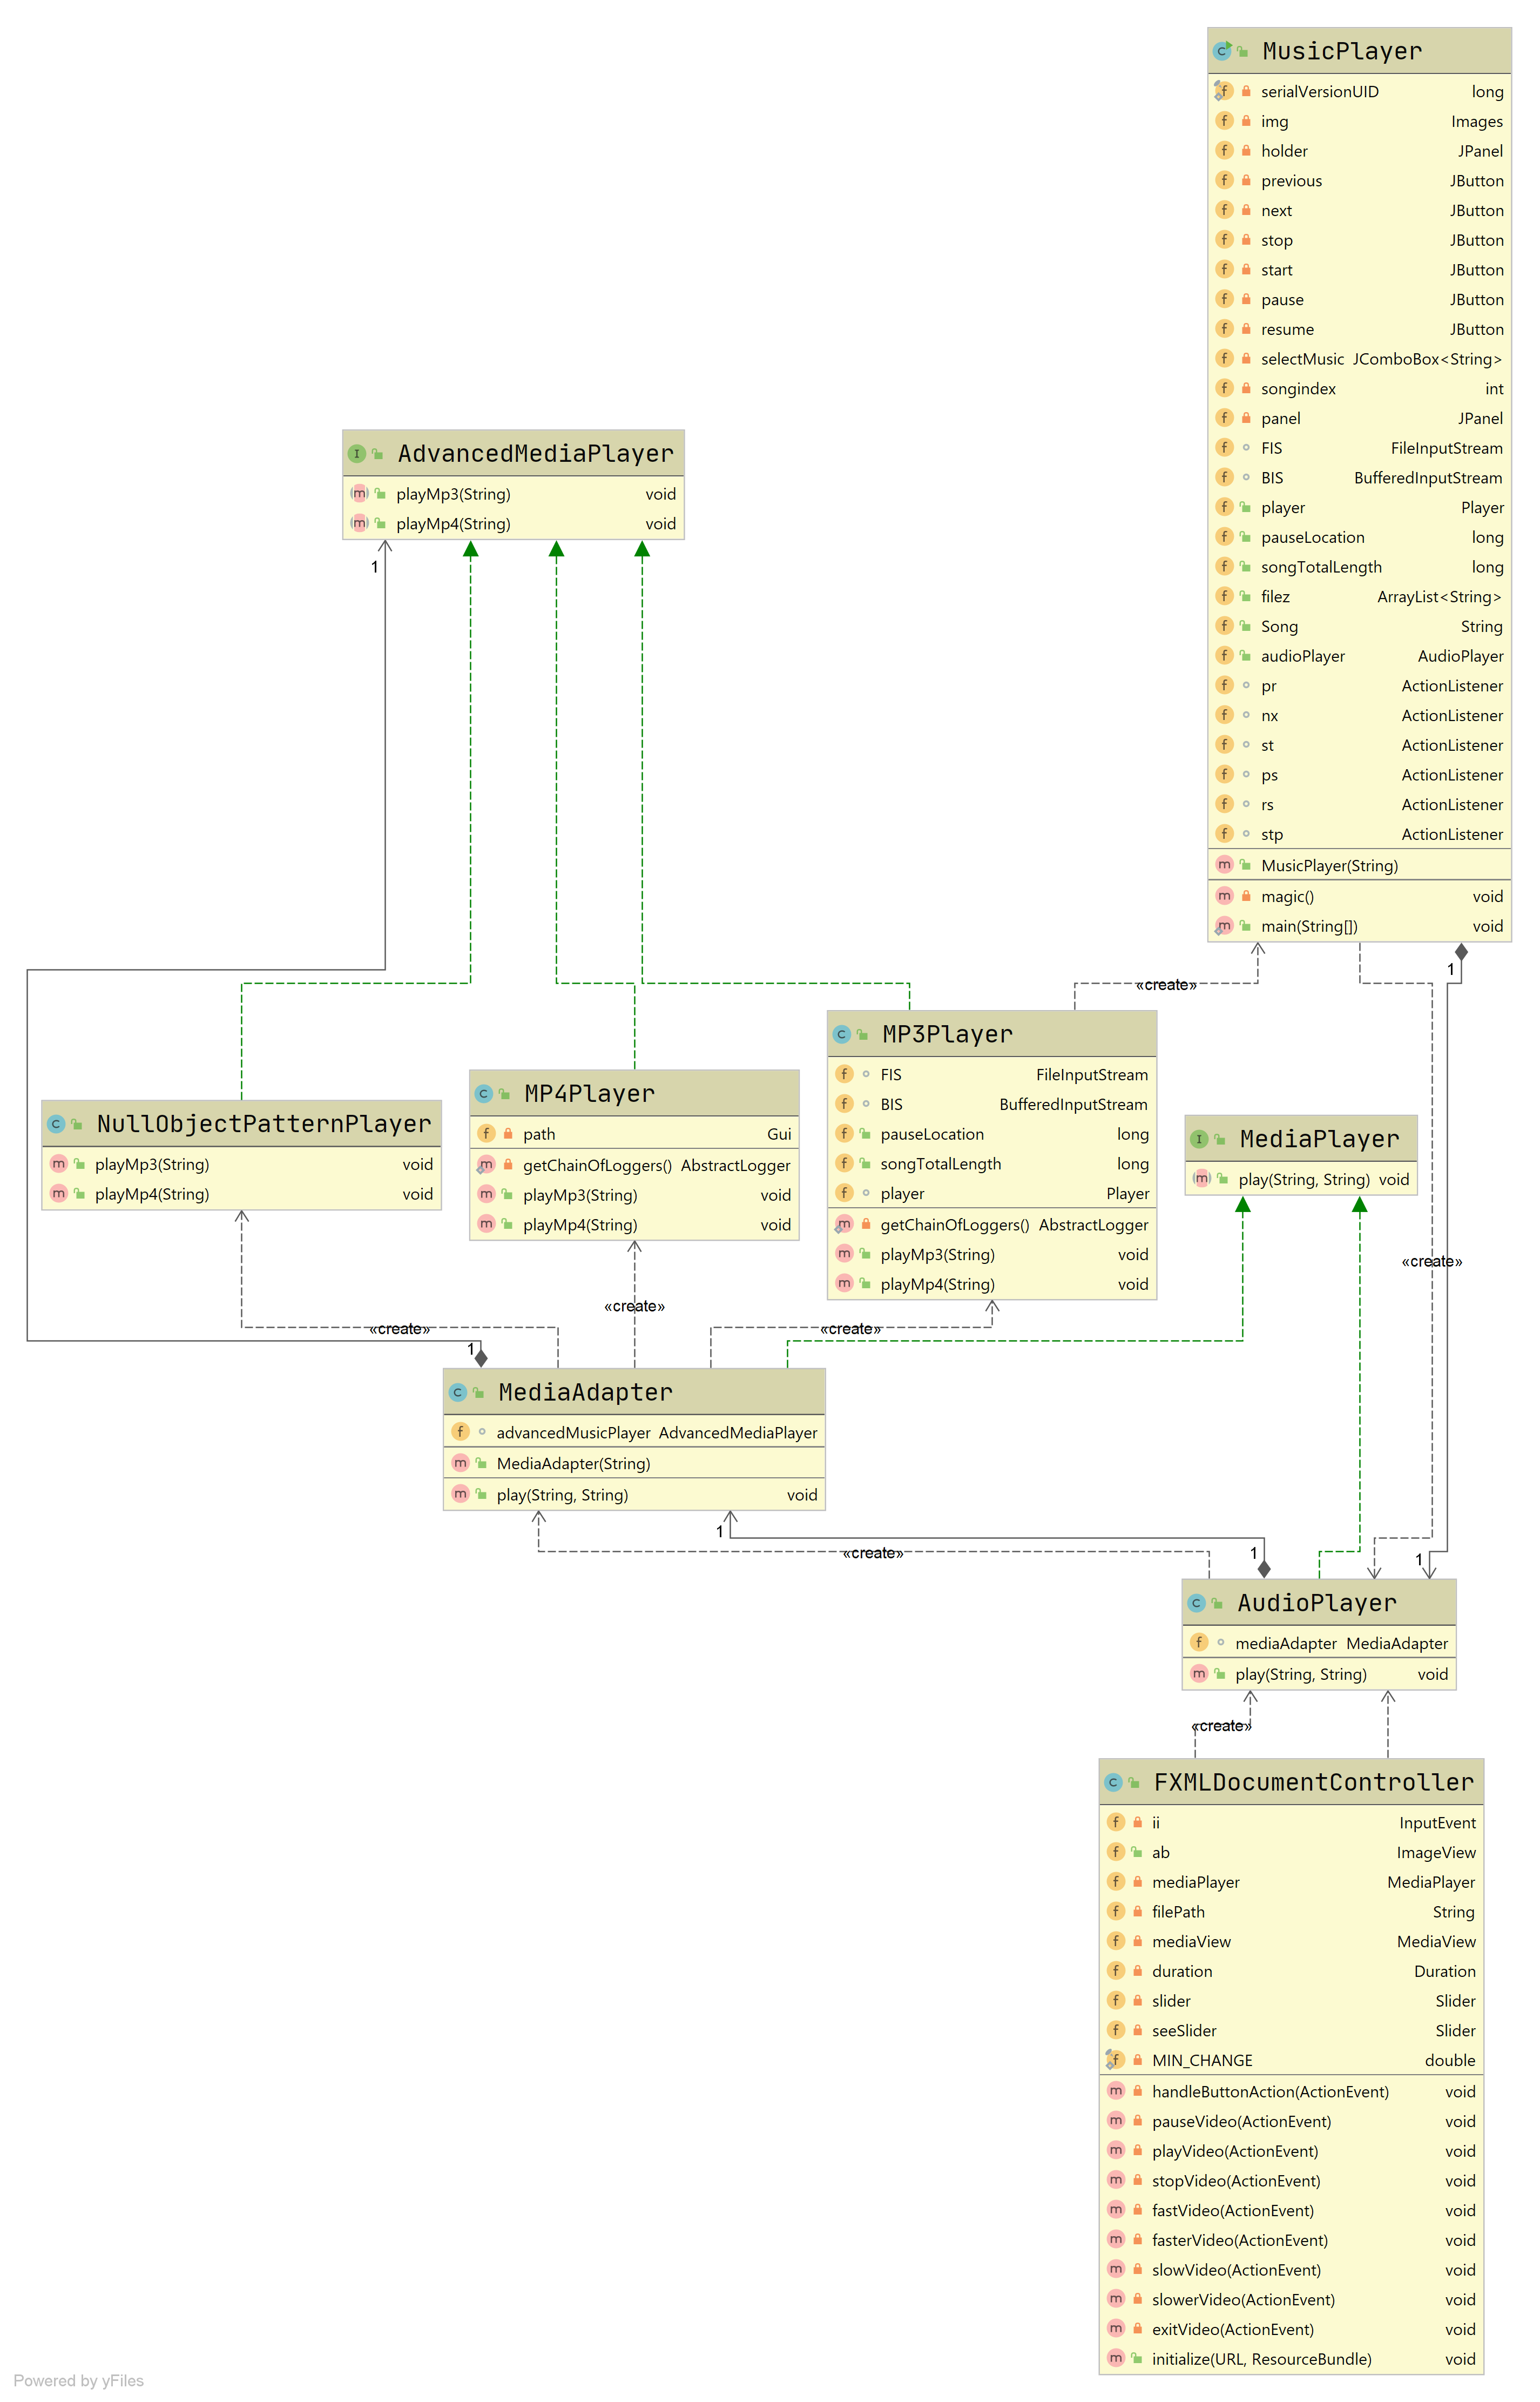 MusicPlayer
serialVersionUID long
img Images
holder JPanel
previous JButton
next JButton
stop JButton
start JButton
pause JButton
resume JButton
selectMusic JComboBox<String>
songindex int
panel JPanel
FIS FileInputStream
BIS BufferedInputStream
player Player
pauseLocation long
songTotalLength long
filez ArrayList<String>
Song String
audioPlayer AudioPlayer
pr ActionListener
nx ActionListener
st ActionListener
ps ActionListener
rs ActionListener
stp ActionListener
MusicPlayer(String)
magic() void
main(String[]) void
AdvancedMediaPlayer
playMp3(String) void
playMp4(String) void
1
1
«create»
MP3Player
FIS FileInputStream
BIS BufferedInputStream
pauseLocation long
songTotalLength long
player Player
getChainOfLoggers() AbstractLogger
playMp3(String) void
playMp4(String) void
MP4Player
path Gui
getChainOfLoggers() AbstractLogger
playMp3(String) void
playMp4(String) void
NullObjectPatternPlayer
playMp3(String) void
playMp4(String) void
MediaPlayer
play(String, String) void
«create»
«create»
«create»
«create»
1
MediaAdapter
advancedMusicPlayer AdvancedMediaPlayer
MediaAdapter(String)
play(String, String) void
1
«create»
1
1
AudioPlayer
mediaAdapter MediaAdapter
play(String, String) void
«create»
FXMLDocumentController
ii InputEvent
ab ImageView
mediaPlayer MediaPlayer
filePath String
mediaView MediaView
duration Duration
slider Slider
seeSlider Slider
MIN_CHANGE double
handleButtonAction(ActionEvent) void
pauseVideo(ActionEvent) void
playVideo(ActionEvent) void
stopVideo(ActionEvent) void
fastVideo(ActionEvent) void
fasterVideo(ActionEvent) void
slowVideo(ActionEvent) void
slowerVideo(ActionEvent) void
exitVideo(ActionEvent) void
initialize(URL, ResourceBundle) void
Powered by yFiles